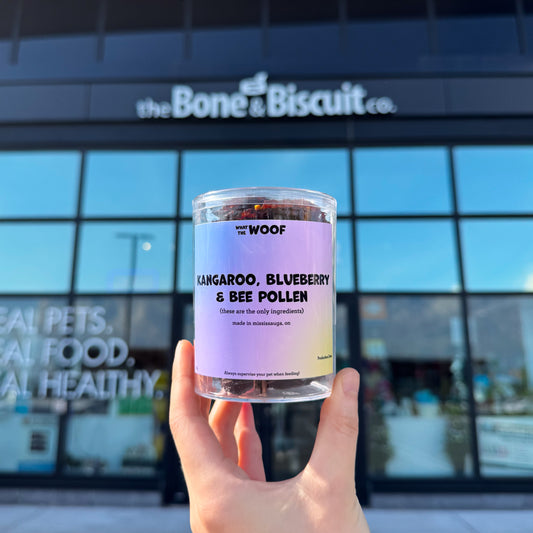 the Bone & Biscuit co.
WHAT THE WOOF
KANGAROO, BLUEBERRY
& BEE POLLEN
(these are the only ingredients)
made in mississauga, on
Always supervise your pet when feeding!
EAL PETS.
EAL FOOD.
AL HEALTHY.